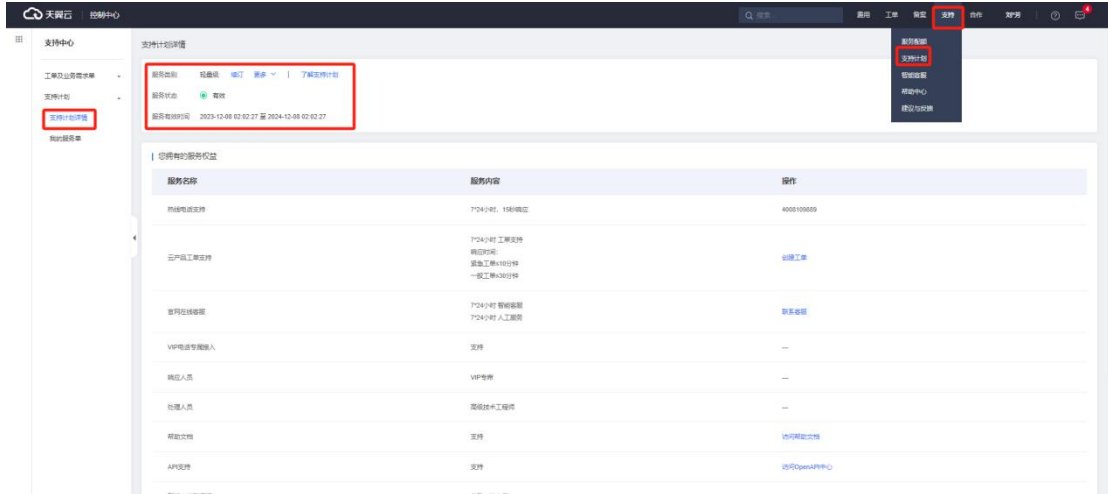 天翼云 控制中心
搜索
费用 工单 备案 支持 合作
4
支持中心
工单及业务需求单
支持计划
支持计划详情
我的服务单
服务配额
支持计划
智能客服
帮助中心
建议与反馈
支持计划详情
服务类别 轻量级 续订 更多 | 了解支持计划
服务状态 有效
服务有效时间 2023-12-08 02:02:27 至 2024-12-08 02:02:27
您拥有的服务权益
服务名称 服务内容 操作
热线电话支持 7*24小时、15秒响应 4008109889
云产品工单支持 7*24小时 工单支持
响应时间:
紧急工单≤10分钟
一般工单≤30分钟
创建工单
官网在线客服 7*24小时 智能客服
7*24小时 人工服务
联系客服
VIP电话专属接入 支持 —
响应人员 VIP专席 —
处理人员 高级技术工程师 —
帮助文档 支持 访问帮助文档
API支持 支持 访问OpenAPI中心